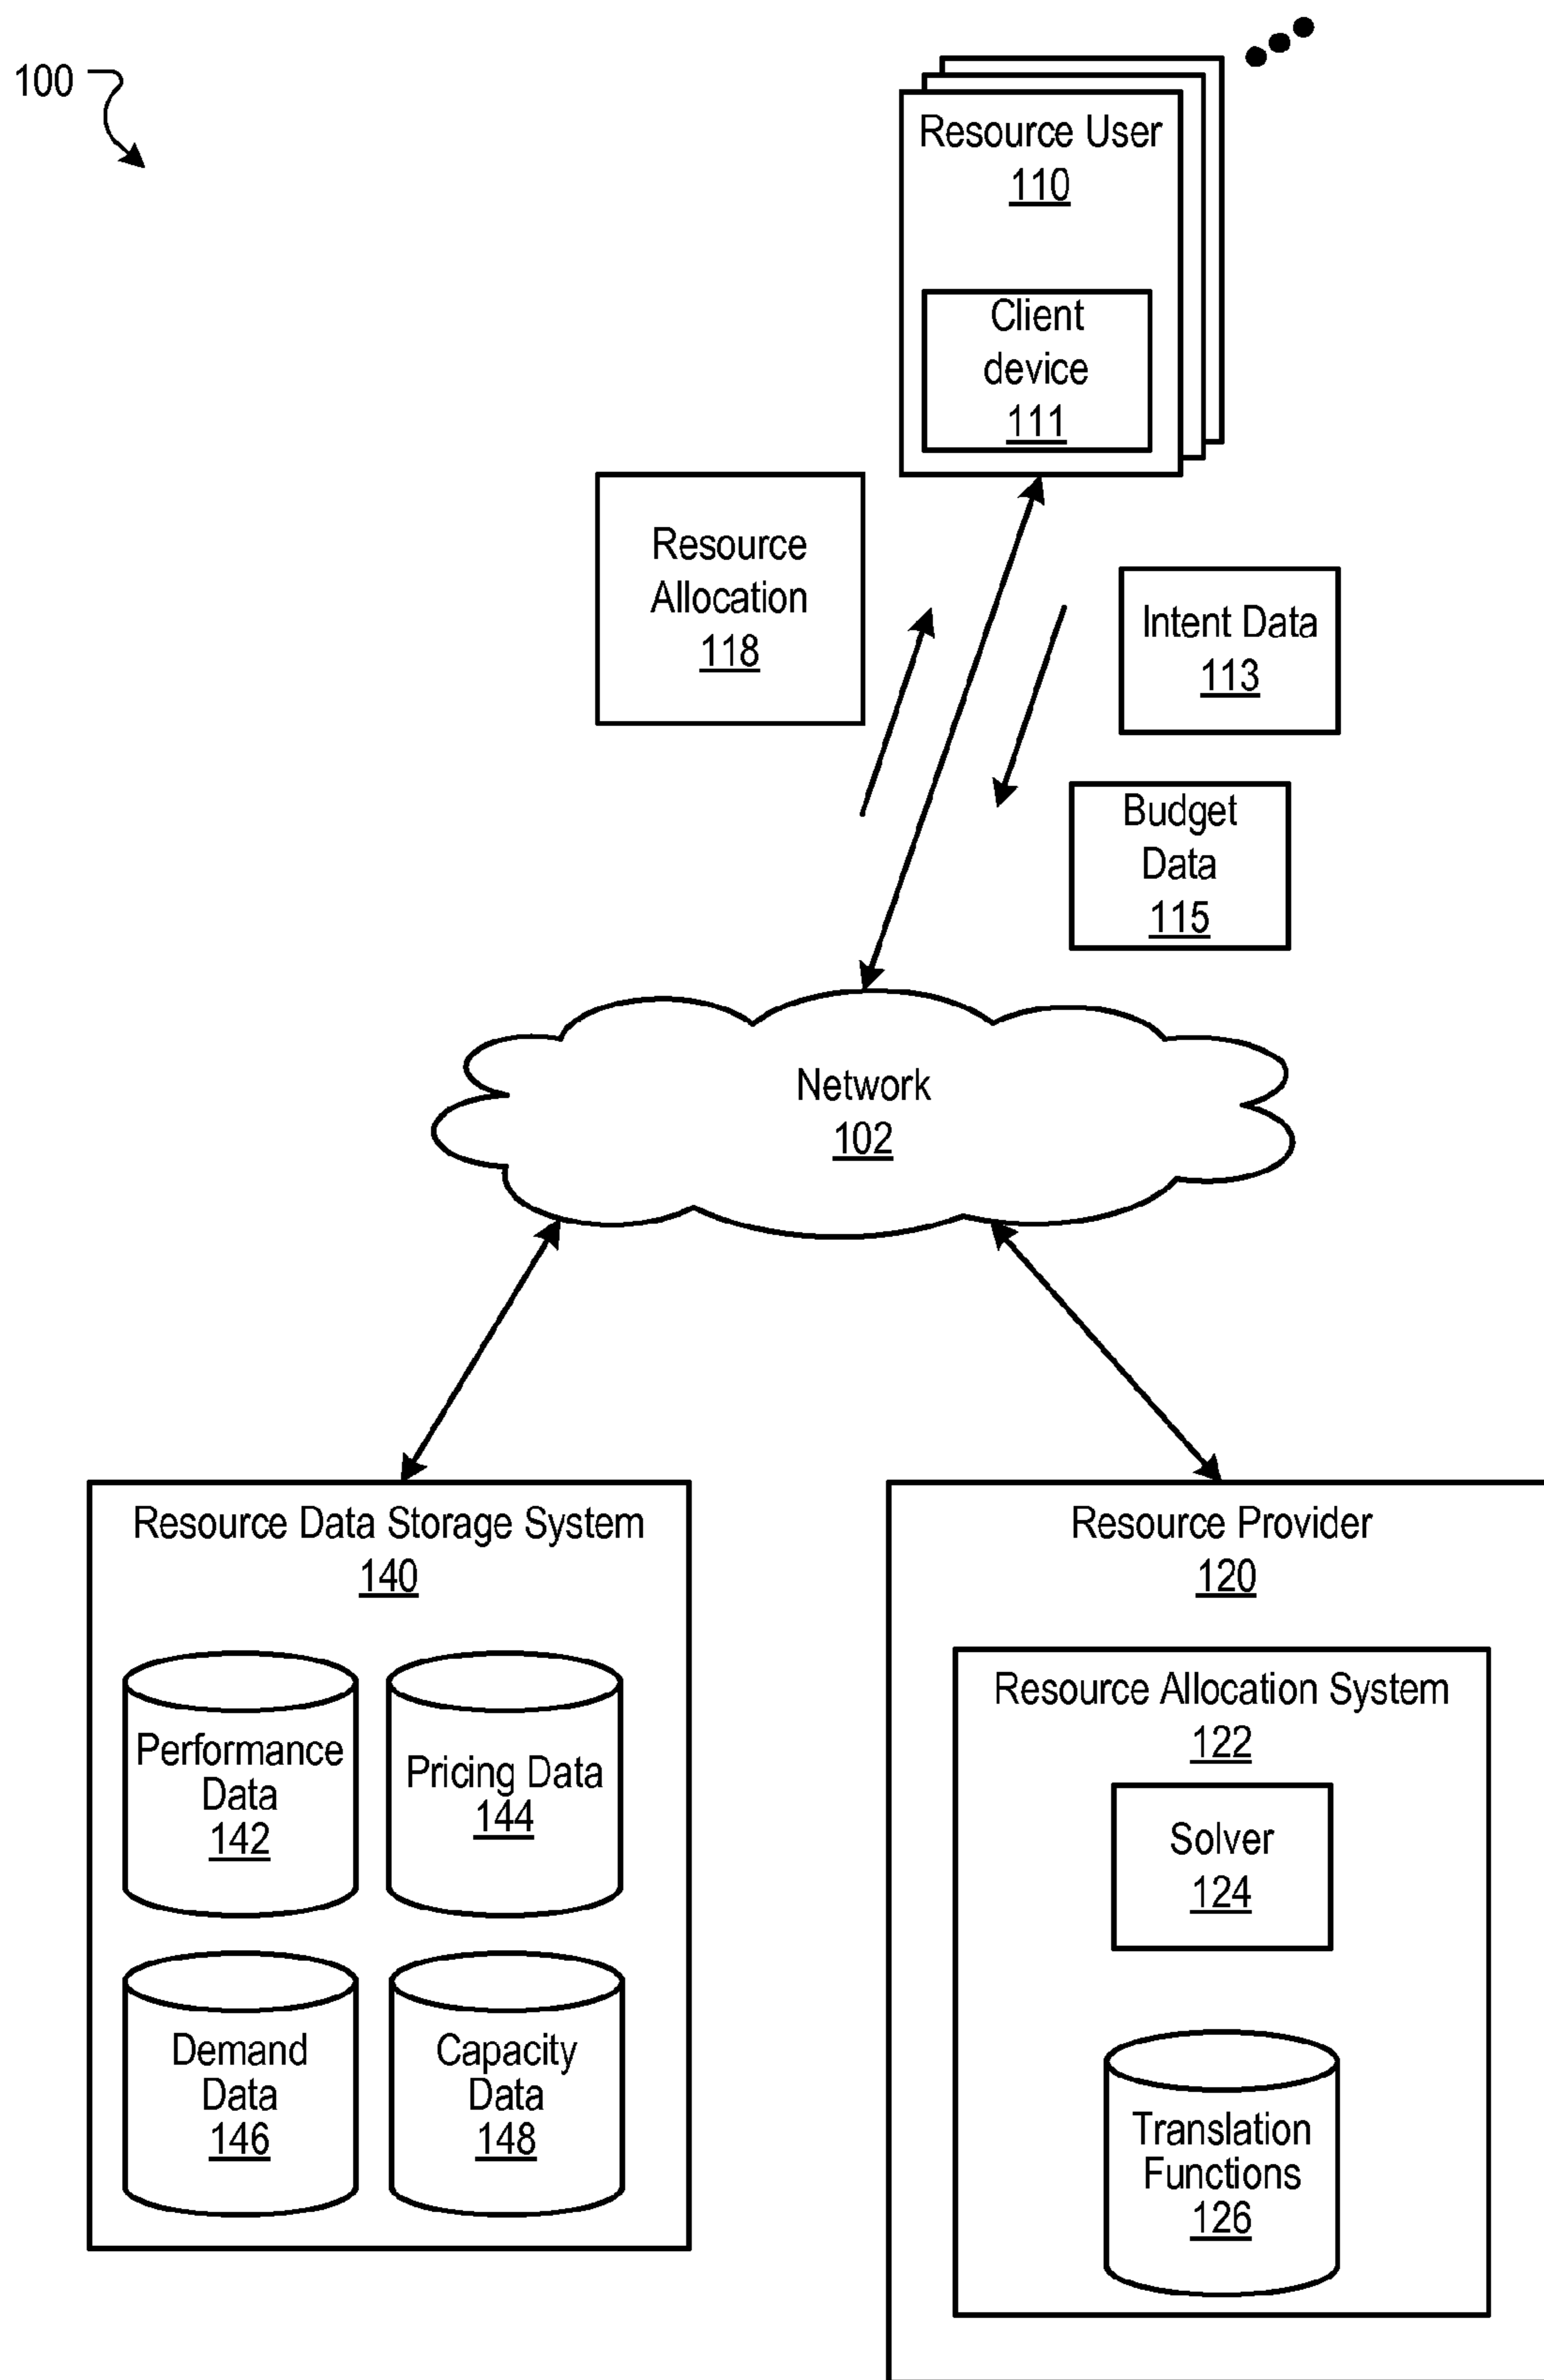 100
Resource User
110
Client
device
111
Resource
Allocation
118
Intent Data
113
Budget
Data
115
Network
102
Resource Data Storage System
140
Performance
Data
142
Pricing Data
144
Demand
Data
146
Capacity
Data
148
Resource Provider
120
Resource Allocation System
122
Solver
124
Translation
Functions
126